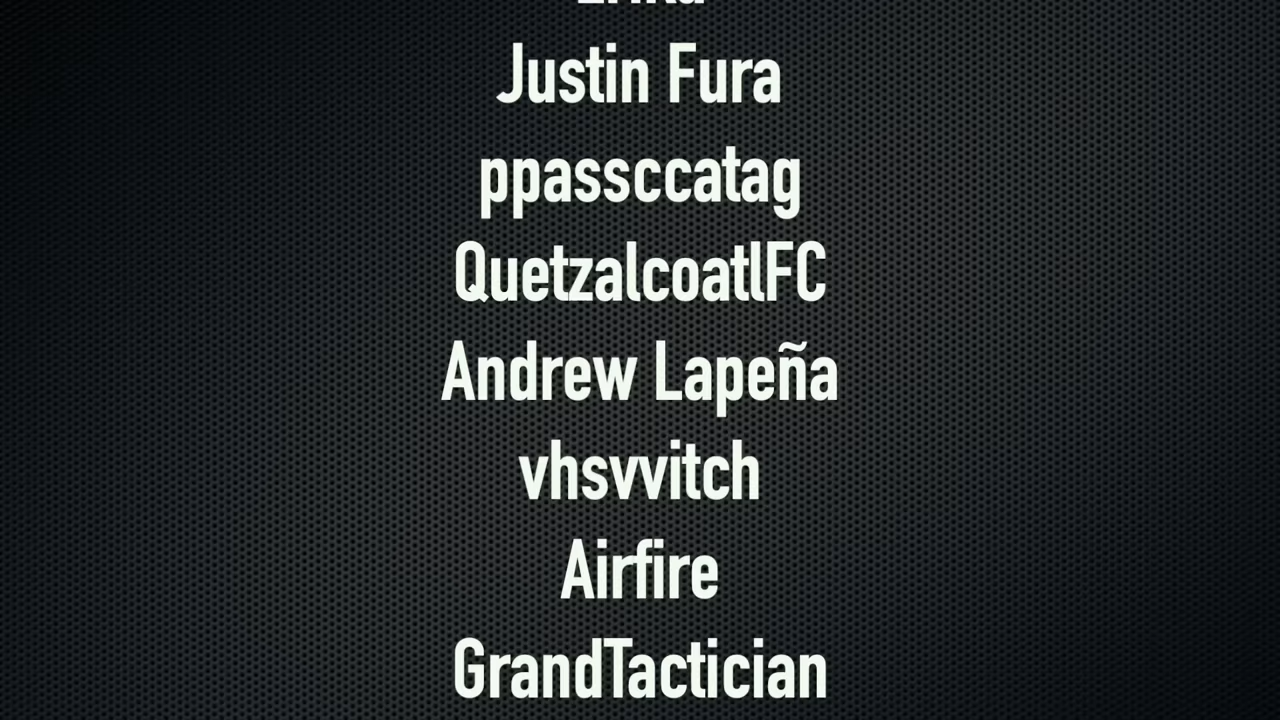 Justin Fura
ppassccatag
QuetzalcoatlFC
Andrew Lapeña
vhsvvitch
Airfire
GrandTactician